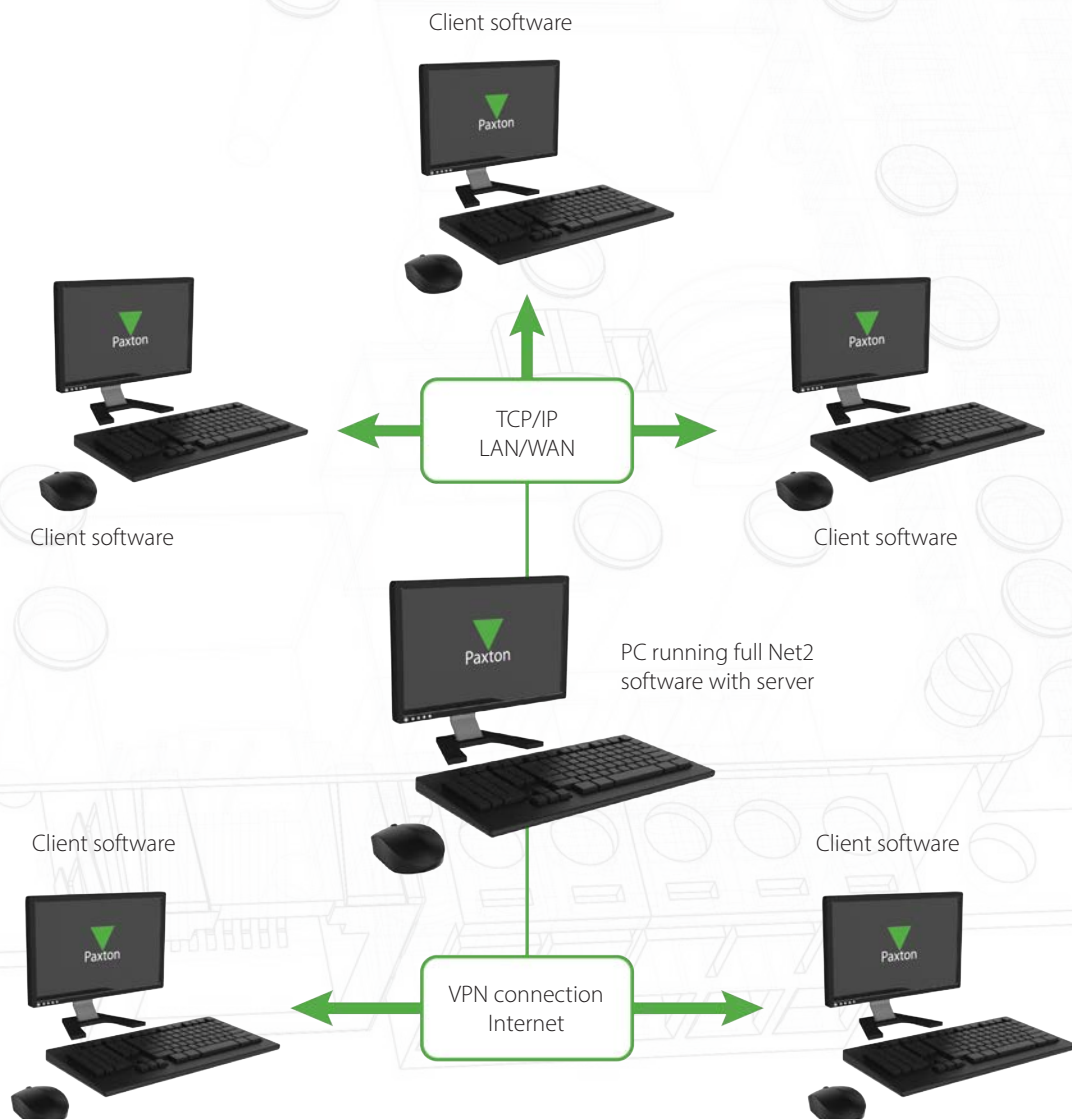 Client software
Paxton
Paxton
Paxton
TCP/IP
LAN/WAN
Client software
Client software
Paxton
PC running full Net2
software with server
Client software
Client software
Paxton
Paxton
VPN connection
Internet